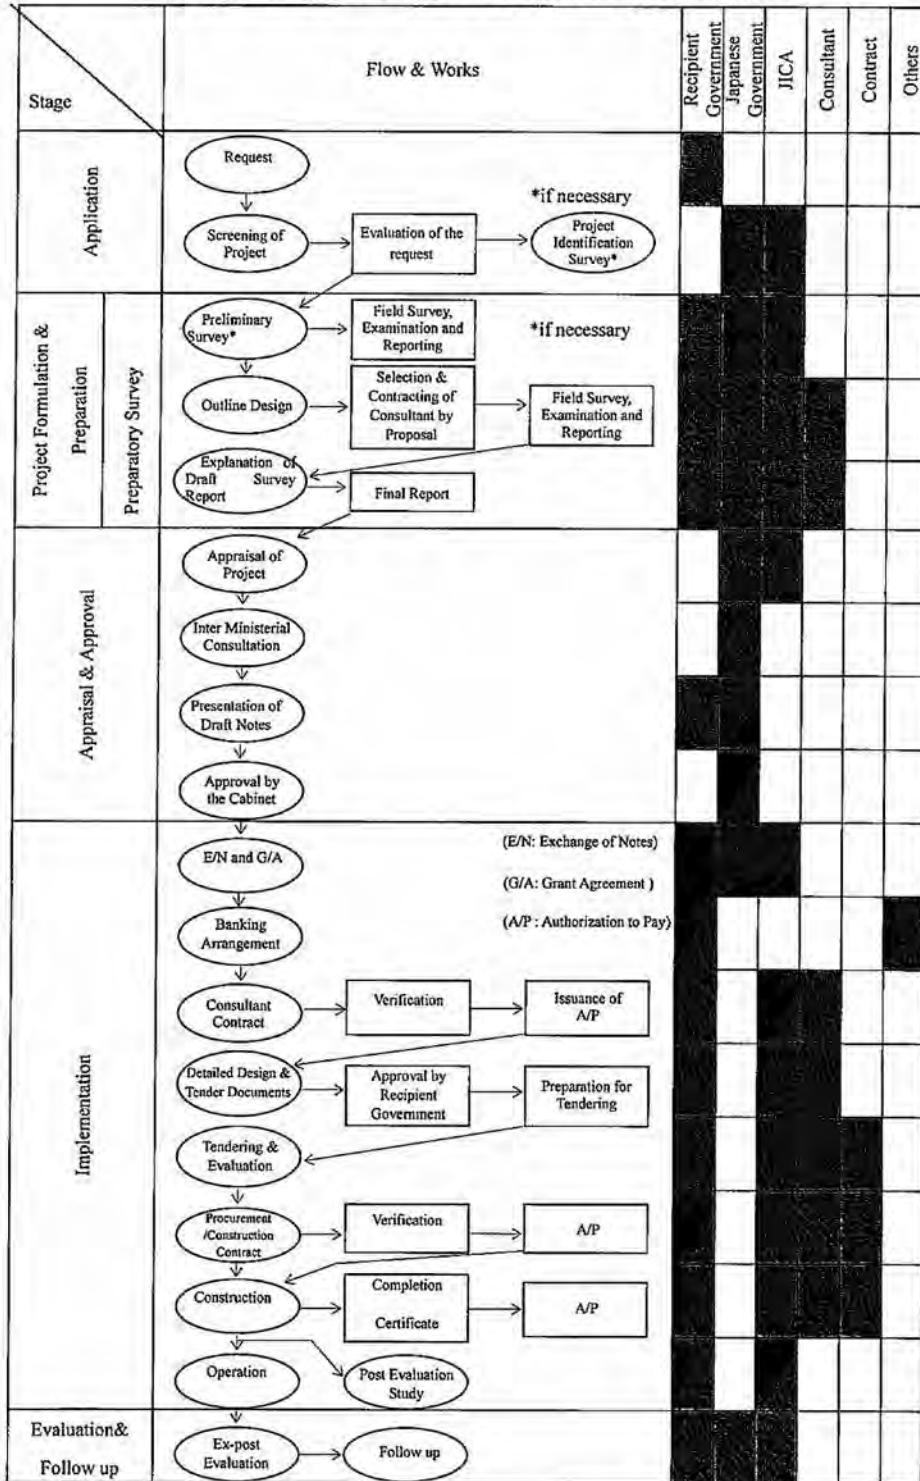 Stage
Flow & Works
Recipient
Government
Japanese
Government
JICA
Consultant
Contract
Others
Application
Request
*if necessary
Screening of
Project
Evaluation of the
request
Project
Identification
Survey*
Project Formulation &
Preparation
Preparatory Survey
Preliminary
Survey*
Field Survey,
Examination and
Reporting
*if necessary
Outline Design
Selection &
Contracting of
Consultant by
Proposal
Field Survey,
Examination and
Reporting
Explanation of
Draft Survey
Report
Final Report
Appraisal & Approval
Appraisal of
Project
Inter Ministerial
Consultation
Presentation of
Draft Notes
Approval by
the Cabinet
Implementation
E/N and G/A
(E/N: Exchange of Notes)
(G/A: Grant Agreement )
(A/P : Authorization to Pay)
Banking
Arrangement
Consultant
Contract
Verification
Issuance of
A/P
Detailed Design &
Tender Documents
Approval by
Recipient
Government
Preparation for
Tendering
Tendering &
Evaluation
Procurement
/Construction
Contract
Verification
A/P
Construction
Completion
Certificate
A/P
Operation
Post Evaluation
Study
Evaluation&
Follow up
Ex-post
Evaluation
Follow up